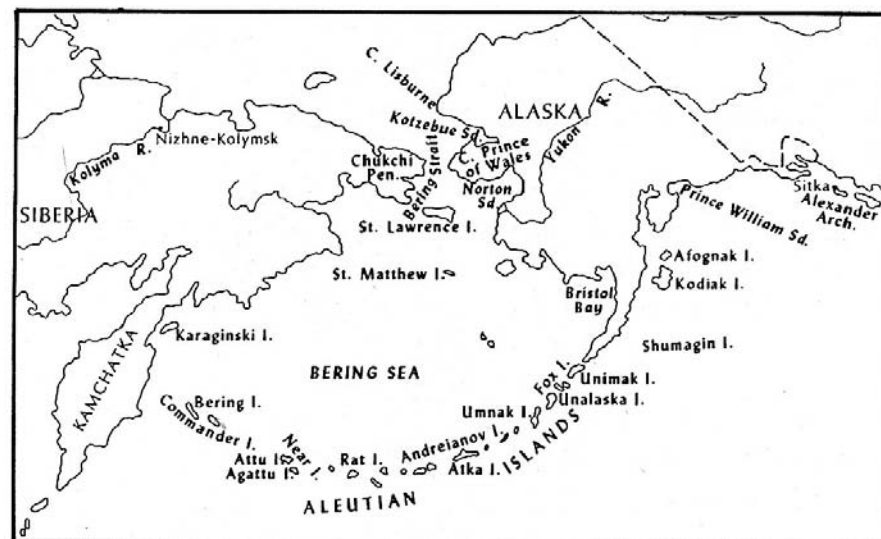 C. Lisburne
ALASKA
Kotzebue Sd.
Yukon R.
Nizhne-Kolymsk
Kolyma R.
Chukchi
Pen.
Bering Strait
C. Prince
of Wales
Norton
Sd.
Prince William Sd.
Sitka
Alexander
Arch.
SIBERIA
St. Lawrence I.
St. Matthew I.
Afognak I.
Kodiak I.
Bristol
Bay
Karaginski I.
KAMCHATKA
Shumagin I.
BERING SEA
Fox I.
Unimak I.
Unalaska I.
Umnak I.
Bering I.
Commander I.
Near I.
Attu I.
Agattu I.
Rat I.
Andreianov I.
Atka I.
ALEUTIAN ISLANDS